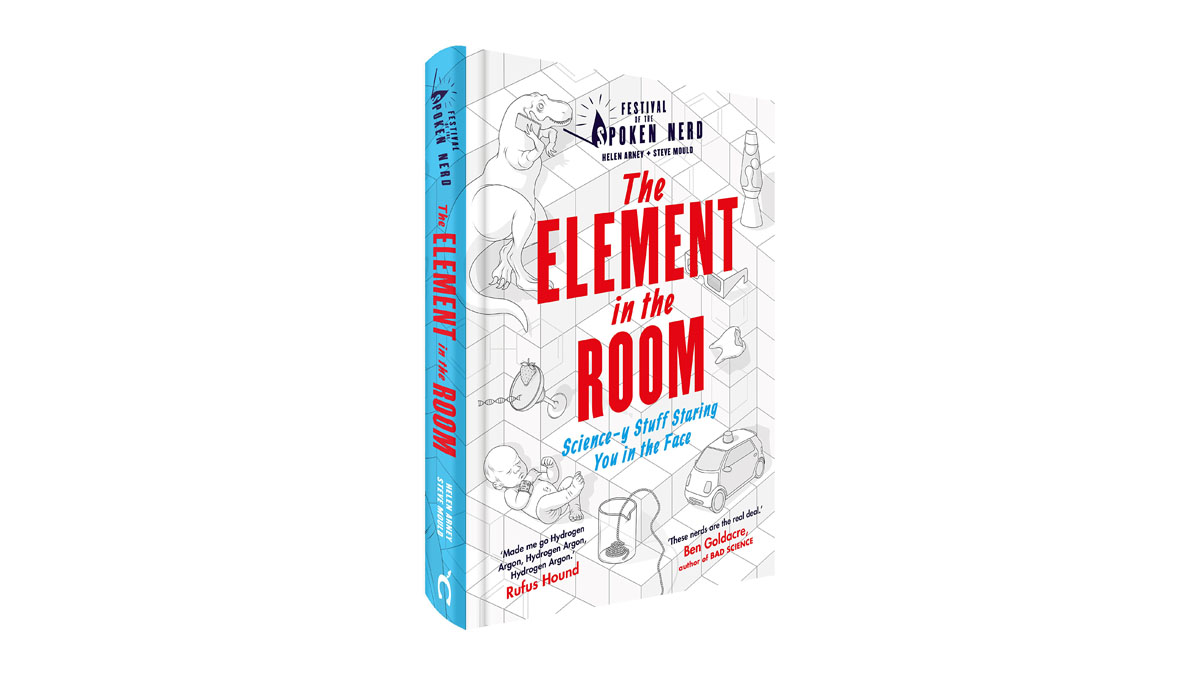 FESTIVAL
OF THE
SPOKEN NERD
The ELEMENT in the ROOM
HELEN ARNEY
STEVE MOULD
FESTIVAL
OF THE
SPOKEN NERD
HELEN ARNEY + STEVE MOULD
The
ELEMENT
in the
ROOM
Science-y Stuff Staring
You in the Face
'Made me go Hydrogen
Argon, Hydrogen Argon,
Hydrogen Argon.'
Rufus Hound
'These nerds are the real deal.'
Ben Goldacre,
author of BAD SCIENCE